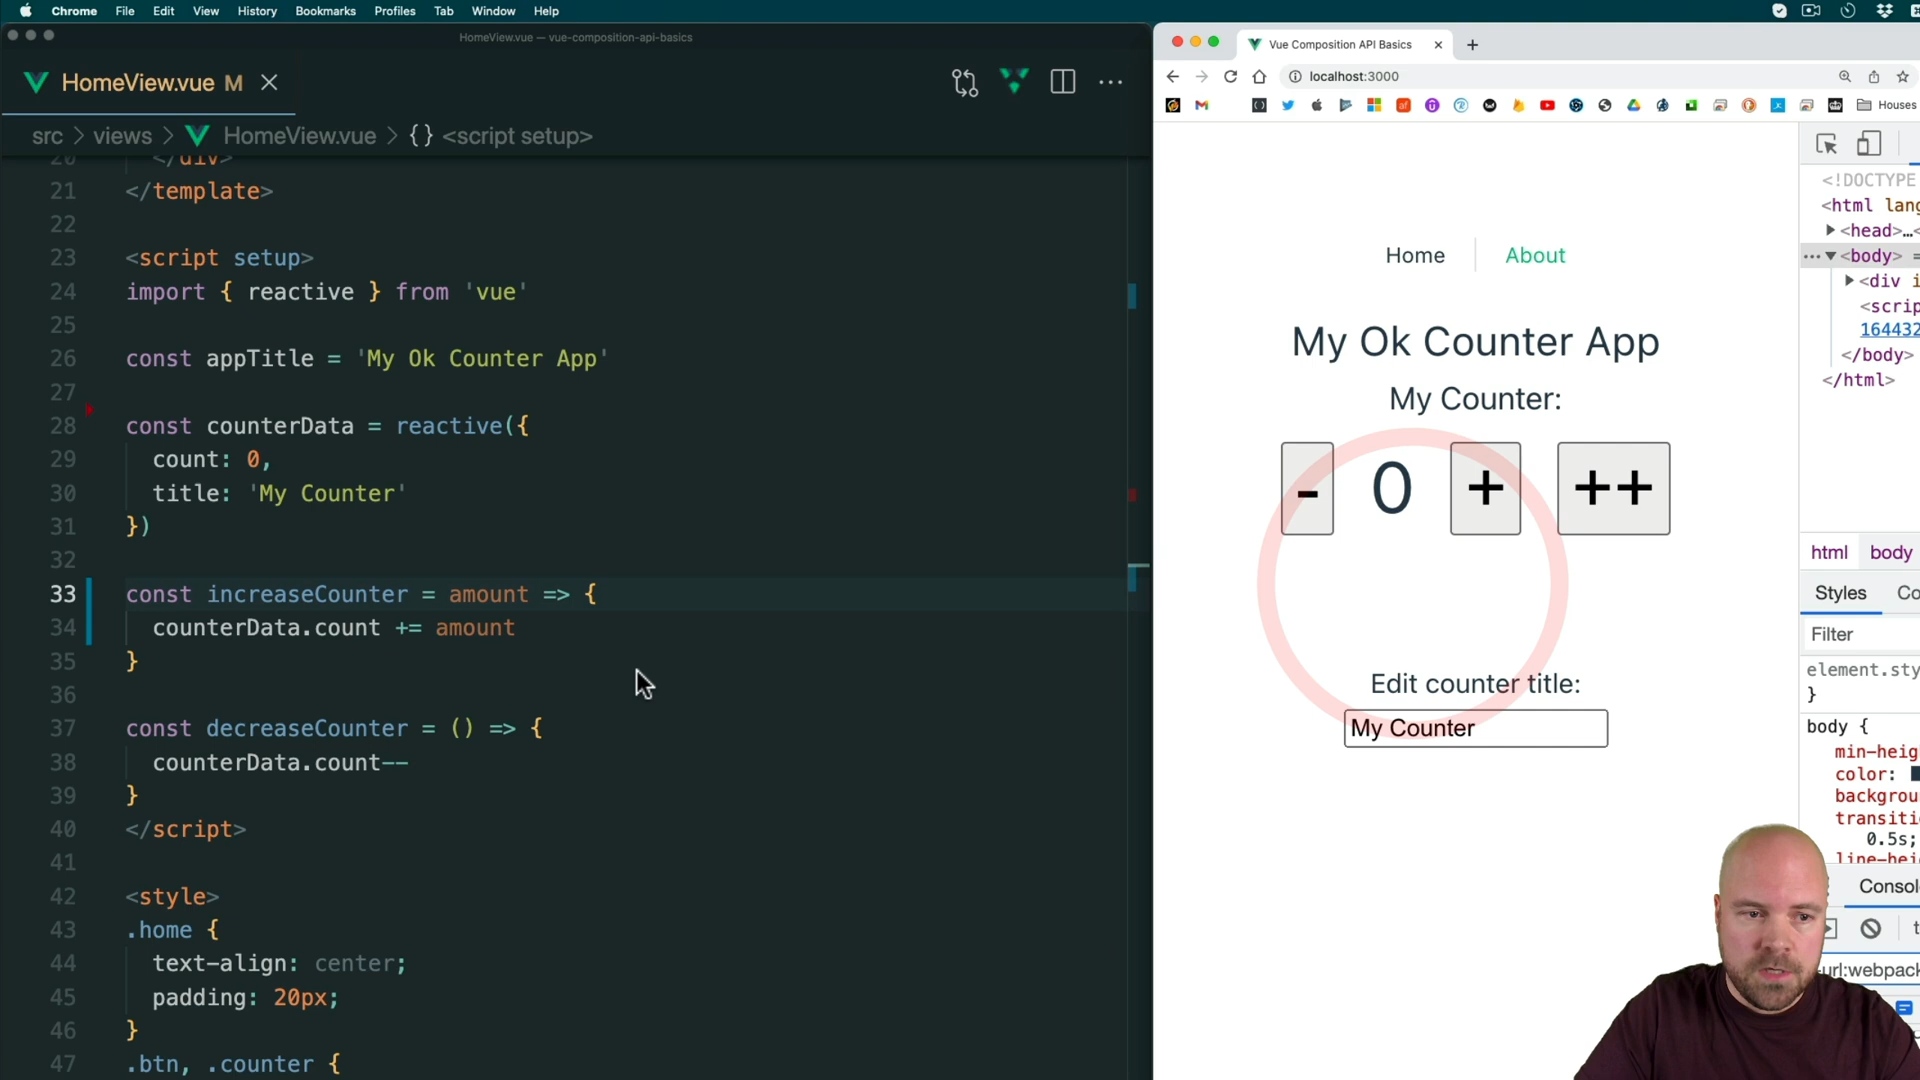 Chrome File Edit View History Bookmarks Profiles Tab Window Help
HomeView.vue — vue-composition-api-basics
HomeView.vue M
src > views > HomeView.vue > {} <script setup>
20 </div>
21 </template>
22
23 <script setup>
24 import { reactive } from 'vue'
25
26 const appTitle = 'My Ok Counter App'
27
28 const counterData = reactive({
29 count: 0,
30 title: 'My Counter'
31 })
32
33 const increaseCounter = amount => {
34 counterData.count += amount
35 }
36
37 const decreaseCounter = () => {
38 counterData.count--
39 }
40 </script>
41
42 <style>
43 .home {
44 text-align: center;
45 padding: 20px;
46 }
47 .btn, .counter {
Vue Composition API Basics
localhost:3000
Houses
Home About
My Ok Counter App
My Counter:
- 0 + ++
Edit counter title:
My Counter
<!DOCTYPE
<html lang
<head>…<
<body> =
<div i
<scrip
164432
</body>
</html>
html body
Styles Co
Filter
element.sty
}
body {
min-heig
color:
backgrou
transiti
0.5s;
line-hei
Consol
-url:webpack